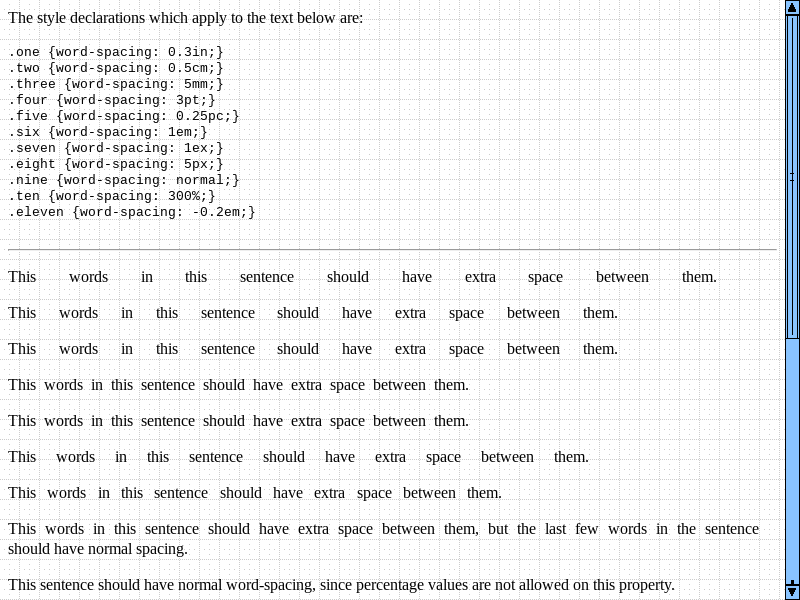 The style declarations which apply to the text below are:
.one {word-spacing: 0.3in;}
.two {word-spacing: 0.5cm;}
.three {word-spacing: 5mm;}
.four {word-spacing: 3pt;}
.five {word-spacing: 0.25pc;}
.six {word-spacing: 1em;}
.seven {word-spacing: 1ex;}
.eight {word-spacing: 5px;}
.nine {word-spacing: normal;}
.ten {word-spacing: 300%;}
.eleven {word-spacing: -0.2em;}
This words in this sentence should have extra space between them.
This words in this sentence should have extra space between them.
This words in this sentence should have extra space between them.
This words in this sentence should have extra space between them.
This words in this sentence should have extra space between them.
This words in this sentence should have extra space between them.
This words in this sentence should have extra space between them.
This words in this sentence should have extra space between them, but the last few words in the sentence
should have normal spacing.
This sentence should have normal word-spacing, since percentage values are not allowed on this property.